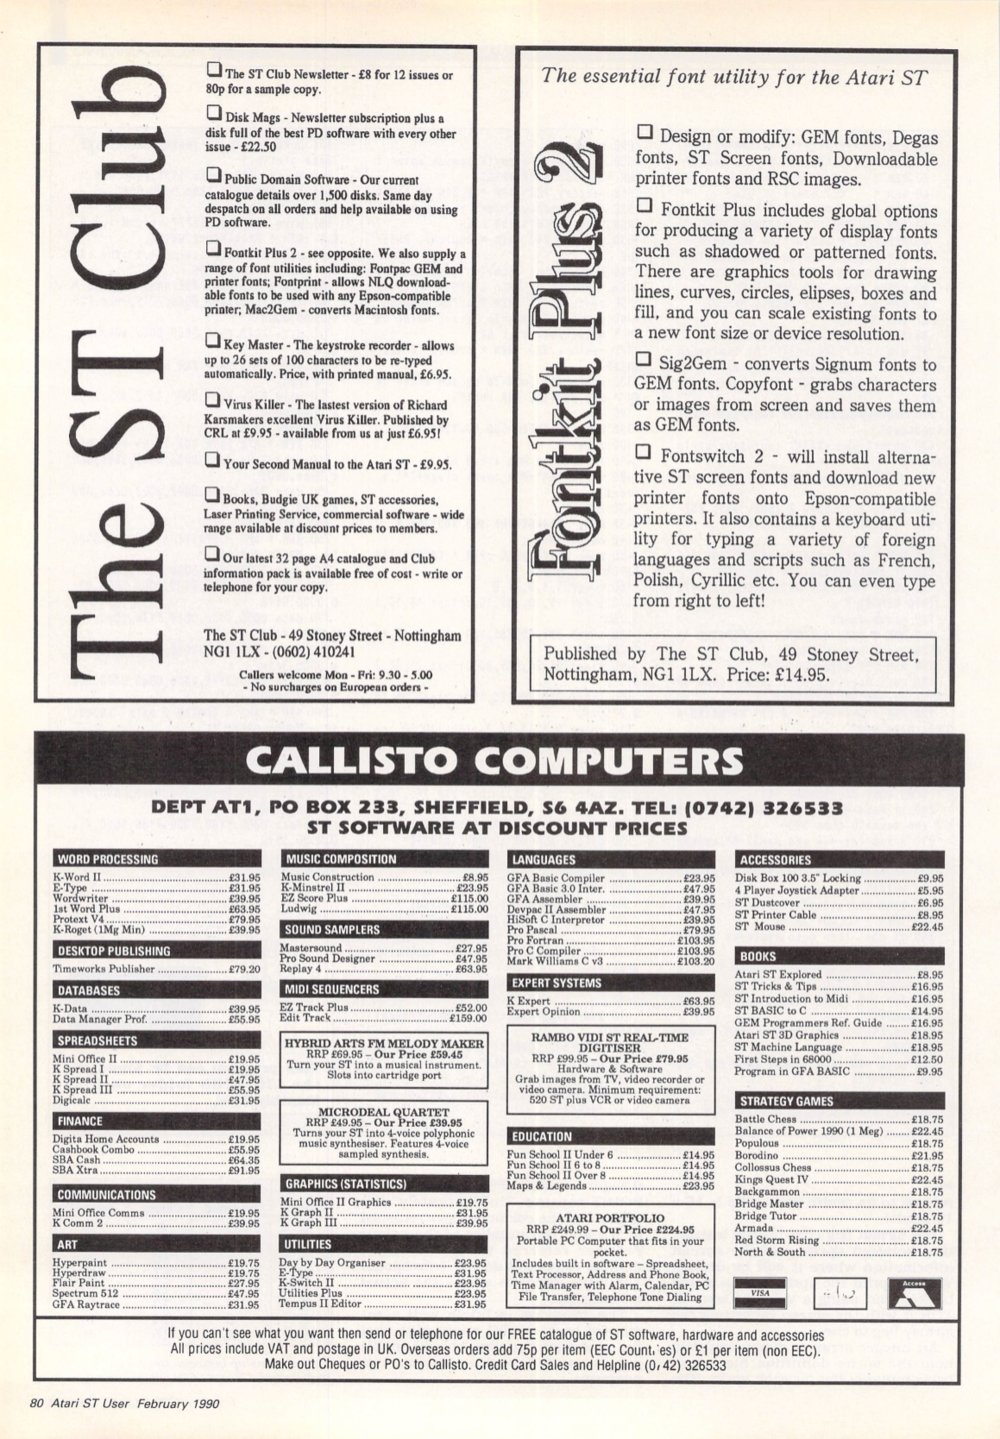 The ST Club
❏ The ST Club Newsletter - £8 for 12 issues or
80p for a sample copy.
❏ Disk Mags - Newsletter subscription plus a
disk full of the best PD software with every other
issue - £22.50
❏ Public Domain Software - Our current
catalogue details over 1,500 disks. Same day
despatch on all orders and help available on using
PD software.
❏ Fontkit Plus 2 - see opposite. We also supply a
range of font utilities including: Fontpac GEM and
printer fonts; Fontprint - allows NLQ download-
able fonts to be used with any Epson-compatible
printer; Mac2Gem - converts Macintosh fonts.
❏ Key Master - The keystroke recorder - allows
up to 26 sets of 100 characters to be re-typed
automatically. Price, with printed manual, £6.95.
❏ Virus Killer - The lastest version of Richard
Karsmakers excellent Virus Killer. Published by
CRL at £9.95 - available from us at just £6.95!
❏ Your Second Manual to the Atari ST - £9.95.
❏ Books, Budgie UK games, ST accessories,
Laser Printing Service, commercial software - wide
range available at discount prices to members.
❏ Our latest 32 page A4 catalogue and Club
information pack is available free of cost - write or
telephone for your copy.
The ST Club - 49 Stoney Street - Nottingham
NG1 1LX - (0602) 410241
Callers welcome Mon - Fri: 9.30 - 5.00
- No surcharges on European orders -
The essential font utility for the Atari ST
Fontkit Plus 2
❏ Design or modify: GEM fonts, Degas
fonts, ST Screen fonts, Downloadable
printer fonts and RSC images.
❏ Fontkit Plus includes global options
for producing a variety of display fonts
such as shadowed or patterned fonts.
There are graphics tools for drawing
lines, curves, circles, elipses, boxes and
fill, and you can scale existing fonts to
a new font size or device resolution.
❏ Sig2Gem - converts Signum fonts to
GEM fonts. Copyfont - grabs characters
or images from screen and saves them
as GEM fonts.
❏ Fontswitch 2 - will install alterna-
tive ST screen fonts and download new
printer fonts onto Epson-compatible
printers. It also contains a keyboard uti-
lity for typing a variety of foreign
languages and scripts such as French,
Polish, Cyrillic etc. You can even type
from right to left!
Published by The ST Club, 49 Stoney Street,
Nottingham, NG1 1LX. Price: £14.95.
CALLISTO COMPUTERS
DEPT AT1, PO BOX 233, SHEFFIELD, S6 4AZ. TEL: (0742) 326533
ST SOFTWARE AT DISCOUNT PRICES
WORD PROCESSING
K-Word II ........ £31.95
E-Type ........ £31.95
Wordwriter ........ £39.95
1st Word Plus ........ £63.95
Protext V4 ........ £79.95
K-Roget (1Mg Min) ........ £39.95
DESKTOP PUBLISHING
Timeworks Publisher ........ £79.20
DATABASES
K-Data ........ £39.95
Data Manager Prof. ........ £55.95
SPREADSHEETS
Mini Office II ........ £19.95
K Spread I ........ £19.95
K Spread II ........ £47.95
K Spread III ........ £55.95
Digicalc ........ £31.95
FINANCE
Digita Home Accounts ........ £19.95
Cashbook Combo ........ £55.95
SBA Cash ........ £64.35
SBA Xtra ........ £91.95
COMMUNICATIONS
Mini Office Comms ........ £19.95
K Comm 2 ........ £39.95
ART
Hyperpaint ........ £19.75
Hyperdraw ........ £19.75
Flair Paint ........ £27.95
Spectrum 512 ........ £47.95
GFA Raytrace ........ £31.95
MUSIC COMPOSITION
Music Construction ........ £8.95
K-Minstrel II ........ £23.95
EZ Score Plus ........ £115.00
Ludwig ........ £115.00
SOUND SAMPLERS
Mastersound ........ £27.95
Pro Sound Designer ........ £47.95
Replay 4 ........ £63.95
MIDI SEQUENCERS
EZ Track Plus ........ £52.00
Edit Track ........ £159.00
HYBRID ARTS FM MELODY MAKER
RRP £69.95 – Our Price £59.45
Turn your ST into a musical instrument.
Slots into cartridge port
MICRODEAL QUARTET
RRP £49.95 – Our Price £39.95
Turns your ST into 4-voice polyphonic
music synthesiser. Features 4-voice
sampled synthesis.
GRAPHICS (STATISTICS)
Mini Office II Graphics ........ £19.75
K Graph II ........ £31.95
K Graph III ........ £39.95
UTILITIES
Day by Day Organiser ........ £23.95
E-Type ........ £31.95
K-Switch II ........ £23.95
Utilities Plus ........ £23.95
Tempus II Editor ........ £31.95
LANGUAGES
GFA Basic Compiler ........ £23.95
GFA Basic 3.0 Inter. ........ £47.95
GFA Assembler ........ £39.95
Devpac II Assembler ........ £47.95
HiSoft C Interpretor ........ £39.95
Pro Pascal ........ £79.95
Pro Fortran ........ £103.95
Pro C Compiler ........ £103.95
Mark Williams C v3 ........ £103.20
EXPERT SYSTEMS
K Expert ........ £63.95
Expert Opinion ........ £39.95
RAMBO VIDI ST REAL-TIME
DIGITISER
RRP £99.95 – Our Price £79.95
Hardware & Software
Grab images from TV, video recorder or
video camera. Minimum requirement:
520 ST plus VCR or video camera
EDUCATION
Fun School II Under 6 ........ £14.95
Fun School II 6 to 8 ........ £14.95
Fun School II Over 8 ........ £14.95
Maps & Legends ........ £23.95
ATARI PORTFOLIO
RRP £249.99 – Our Price £224.95
Portable PC Computer that fits in your
pocket.
Includes built in software – Spreadsheet,
Text Processor, Address and Phone Book,
Time Manager with Alarm, Calendar, PC
File Transfer, Telephone Tone Dialing
ACCESSORIES
Disk Box 100 3.5" Locking ........ £9.95
4 Player Joystick Adapter ........ £5.95
ST Dustcover ........ £6.95
ST Printer Cable ........ £8.95
ST Mouse ........ £22.45
BOOKS
Atari ST Explored ........ £8.95
ST Tricks & Tips ........ £16.95
ST Introduction to Midi ........ £16.95
ST BASIC to C ........ £14.95
GEM Programmers Ref. Guide ........ £16.95
Atari ST 3D Graphics ........ £18.95
ST Machine Language ........ £18.95
First Steps in 68000 ........ £12.50
Program in GFA BASIC ........ £9.95
STRATEGY GAMES
Battle Chess ........ £18.75
Balance of Power 1990 (1 Meg) ........ £22.45
Populous ........ £18.75
Borodino ........ £21.95
Collossus Chess ........ £18.75
Kings Quest IV ........ £22.45
Backgammon ........ £18.75
Bridge Master ........ £18.75
Bridge Tutor ........ £18.75
Armada ........ £22.45
Red Storm Rising ........ £18.75
North & South ........ £18.75
VISA
Access
If you can't see what you want then send or telephone for our FREE catalogue of ST software, hardware and accessories
All prices include VAT and postage in UK. Overseas orders add 75p per item (EEC Count es) or £1 per item (non EEC).
Make out Cheques or PO's to Callisto. Credit Card Sales and Helpline (0 42) 326533
80 Atari ST User February 1990